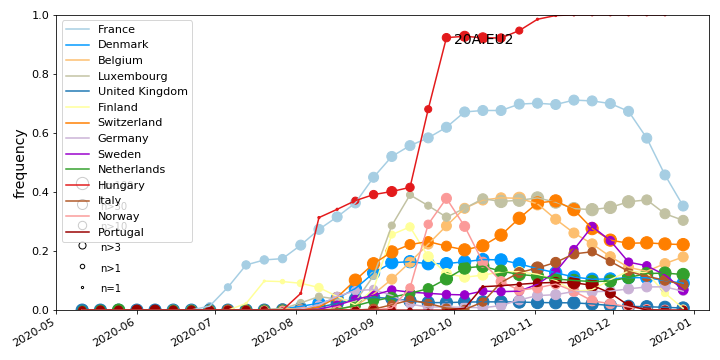 1.0
0.8
0.6
0.4
0.2
0.0
frequency
20A.EU2
France
Denmark
Belgium
Luxembourg
United Kingdom
Finland
Switzerland
Germany
Sweden
Netherlands
Hungary
Italy
Norway
Portugal
n>3
n>1
n=1
2020-05
2020-06
2020-07
2020-08
2020-09
2020-10
2020-11
2020-12
2021-01